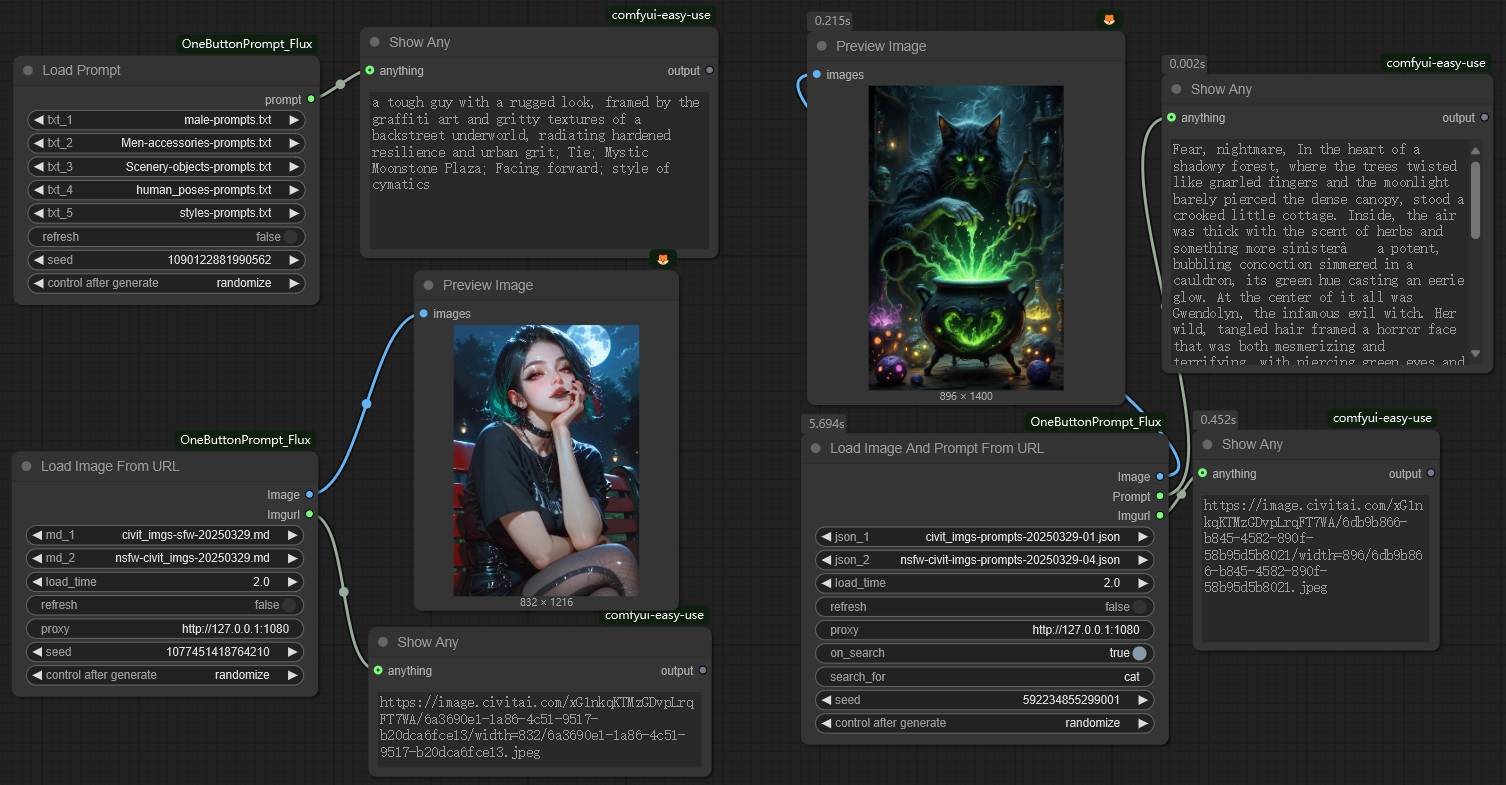 OneButtonPrompt_Flux
Load Prompt
prompt
txt_1 male-prompts.txt
txt_2 Men-accessories-prompts.txt
txt_3 Scenery-objects-prompts.txt
txt_4 human_poses-prompts.txt
txt_5 styles-prompts.txt
refresh false
seed 1090122881990562
control after generate randomize
comfyui-easy-use
Show Any
anything output
a tough guy with a rugged look, framed by the
graffiti art and gritty textures of a
backstreet underworld, radiating hardened
resilience and urban grit; Tie; Mystic
Moonstone Plaza; Facing forward; style of
cymatics
Preview Image
images
832 × 1216
OneButtonPrompt_Flux
Load Image From URL
Image
Imgurl
md_1 civit_imgs-sfw-20250329.md
md_2 nsfw-civit_imgs-20250329.md
load_time 2.0
refresh false
proxy http://127.0.0.1:1080
seed 1077451418764210
control after generate randomize
comfyui-easy-use
Show Any
anything output
https://image.civitai.com/xG1nkqKTMzGDvpLrq
FT7WA/6a3690e1-1a86-4c51-9517-
b20dca6fce13/width=832/6a3690e1-1a86-4c51-
9517-b20dca6fce13.jpeg
0.215s
Preview Image
images
896 × 1400
0.002s
comfyui-easy-use
Show Any
anything output
Fear, nightmare, In the heart of a
shadowy forest, where the trees twisted
like gnarled fingers and the moonlight
barely pierced the dense canopy, stood a
crooked little cottage. Inside, the air
was thick with the scent of herbs and
something more sinisterâ a potent,
bubbling concoction simmered in a
cauldron, its green hue casting an eerie
glow. At the center of it all was
Gwendolyn, the infamous evil witch. Her
wild, tangled hair framed a horror face
that was both mesmerizing and
terrifying, with piercing green eyes and
5.694s
OneButtonPrompt_Flux
Load Image And Prompt From URL
Image
Prompt
Imgurl
json_1 civit_imgs-prompts-20250329-01.json
json_2 nsfw-civit-imgs-prompts-20250329-04.json
load_time 2.0
refresh false
proxy http://127.0.0.1:1080
on_search true
search_for cat
seed 592234855299001
control after generate randomize
0.452s
comfyui-easy-use
Show Any
anything output
https://image.civitai.com/xG1n
kqKTMzGDvpLrqFT7WA/6db9b866-
b845-4582-890f-
58b95d5b8021/width=896/6db9b86
6-b845-4582-890f-
58b95d5b8021.jpeg